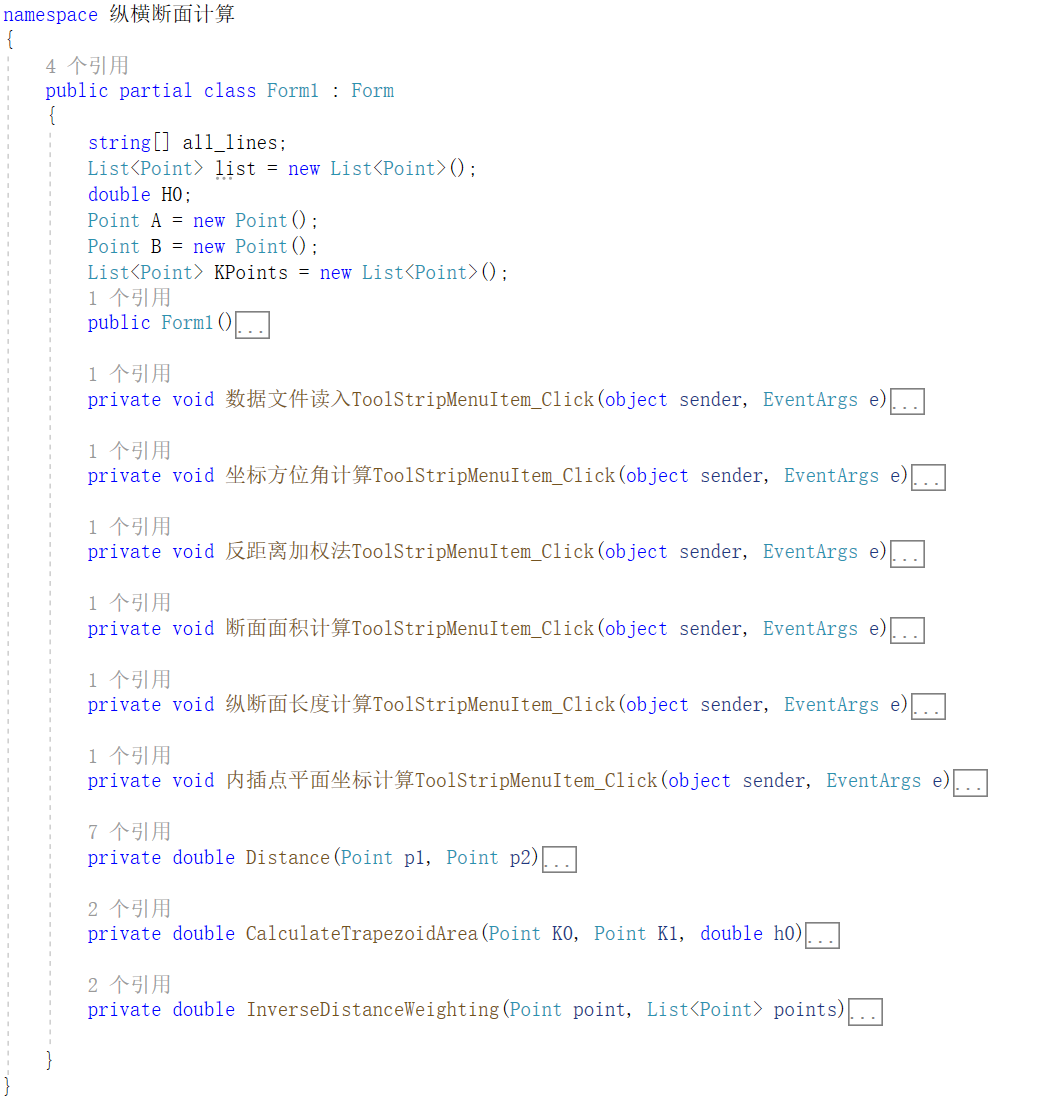 namespace 纵横断面计算
{
4 个引用
public partial class Form1 : Form
{
string[] all_lines;
List<Point> list = new List<Point>();
double H0;
Point A = new Point();
Point B = new Point();
List<Point> KPoints = new List<Point>();
1 个引用
public Form1()...
1 个引用
private void 数据文件读入ToolStripMenuItem_Click(object sender, EventArgs e)...
1 个引用
private void 坐标方位角计算ToolStripMenuItem_Click(object sender, EventArgs e)...
1 个引用
private void 反距离加权法ToolStripMenuItem_Click(object sender, EventArgs e)...
1 个引用
private void 断面面积计算ToolStripMenuItem_Click(object sender, EventArgs e)...
1 个引用
private void 纵断面长度计算ToolStripMenuItem_Click(object sender, EventArgs e)...
1 个引用
private void 内插点平面坐标计算ToolStripMenuItem_Click(object sender, EventArgs e)...
7 个引用
private double Distance(Point p1, Point p2)...
2 个引用
private double CalculateTrapezoidArea(Point K0, Point K1, double h0)...
2 个引用
private double InverseDistanceWeighting(Point point, List<Point> points)...
}
}